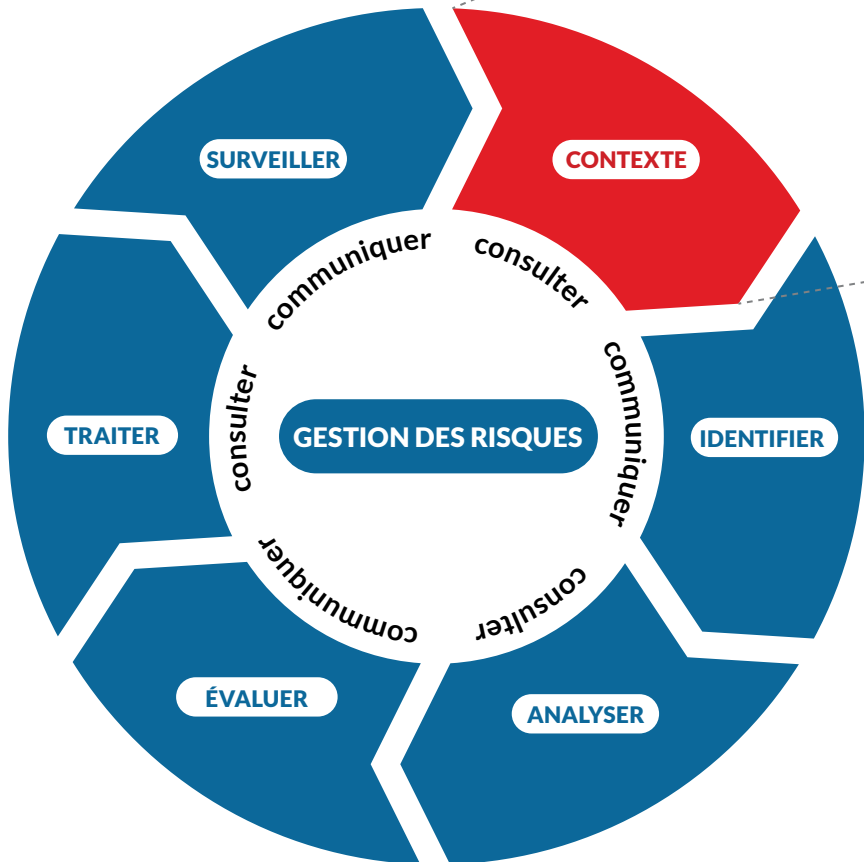 CONTEXTE
IDENTIFIER
ANALYSER
ÉVALUER
TRAITER
SURVEILLER
consulter
communiquer
consulter
communiquer
consulter
communiquer
GESTION DES RISQUES